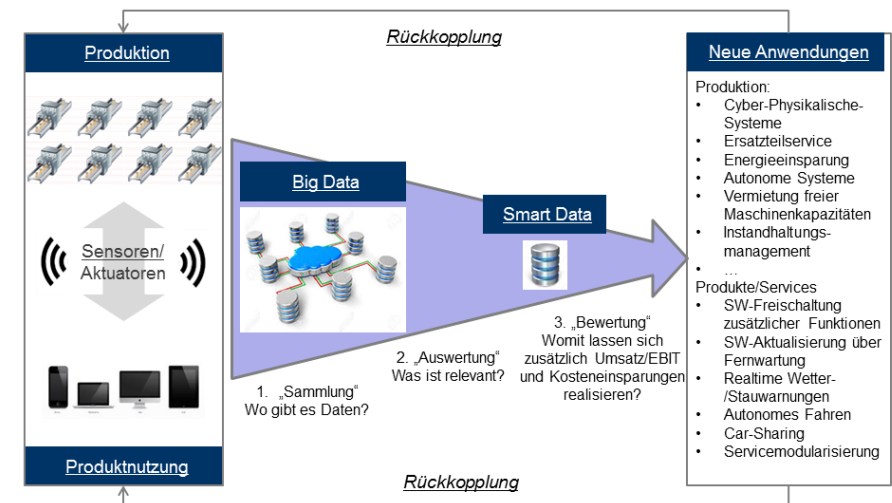 Rückkopplung
Produktion
Sensoren/
Aktuatoren
Produktnutzung
Big Data
Smart Data
1. „Sammlung"
Wo gibt es Daten?
2. „Auswertung"
Was ist relevant?
3. „Bewertung"
Womit lassen sich
zusätzlich Umsatz/EBIT
und Kosteneinsparungen
realisieren?
Neue Anwendungen
Produktion:
• Cyber-Physikalische-
Systeme
• Ersatzteilservice
• Energieeinsparung
• Autonome Systeme
• Vermietung freier
Maschinenkapazitäten
• Instandhaltungs-
management
• ...
Produkte/Services
• SW-Freischaltung
zusätzlicher Funktionen
• SW-Aktualisierung über
Fernwartung
• Realtime Wetter-
/Stauwarnungen
• Autonomes Fahren
• Car-Sharing
• Servicemodularisierung
Rückkopplung